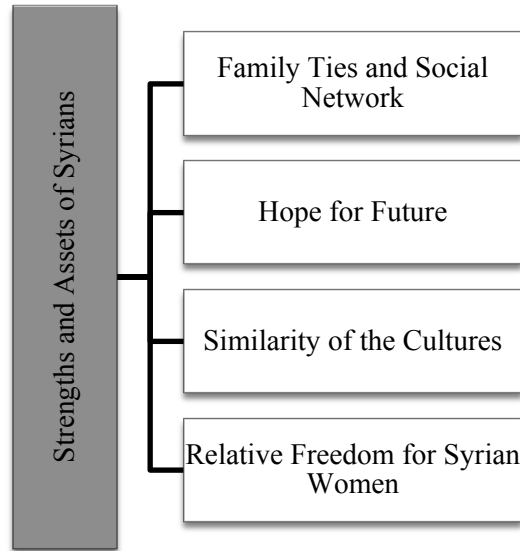 Strengths and Assets of Syrians
Family Ties and Social
Network
Hope for Future
Similarity of the Cultures
Relative Freedom for Syrian
Women